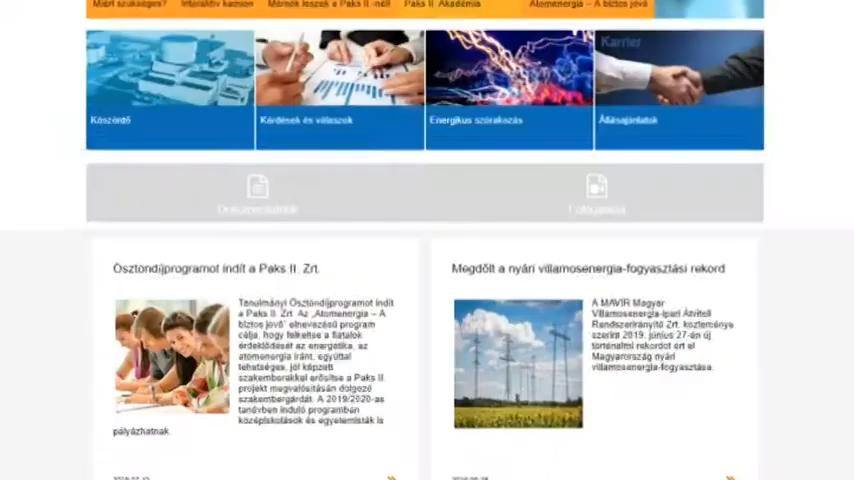 Miért szükséges? Interaktív kamion Mérnök leszek a Paks II.-nél! Paks II. Akadémia Atomenergia – A biztos jövő
Karrier
Köszöntő
Kérdések és válaszok
Energikus szórakozás
Állásajánlatok
Dokumentumok
Ösztöndíjprogramot indít a Paks II. Zrt.
Tanulmányi Ösztöndíjprogramot indít
a Paks II. Zrt. Az „Atomenergia – A
biztos jövő” elnevezésű program
célja, hogy felkeltse a fiatalok
érdeklődését az energetika, az
atomenergia iránt, egyúttal
tehetséges, jól képzett
szakemberekkel erősítse a Paks II.
projekt megvalósításán dolgozó
szakembergárdát. A 2019/2020-as
tanévben induló programban
középiskolások és egyetemisták is
pályázhatnak.
Megdőlt a nyári villamosenergia-fogyasztási rekord
A MAVIR Magyar
Villamosenergia-ipari Átviteli
Rendszerirányító Zrt. közleménye
szerint 2019. június 27-én új
történelmi rekordot ért el
Magyarország nyári
villamosenergia-fogyasztása.